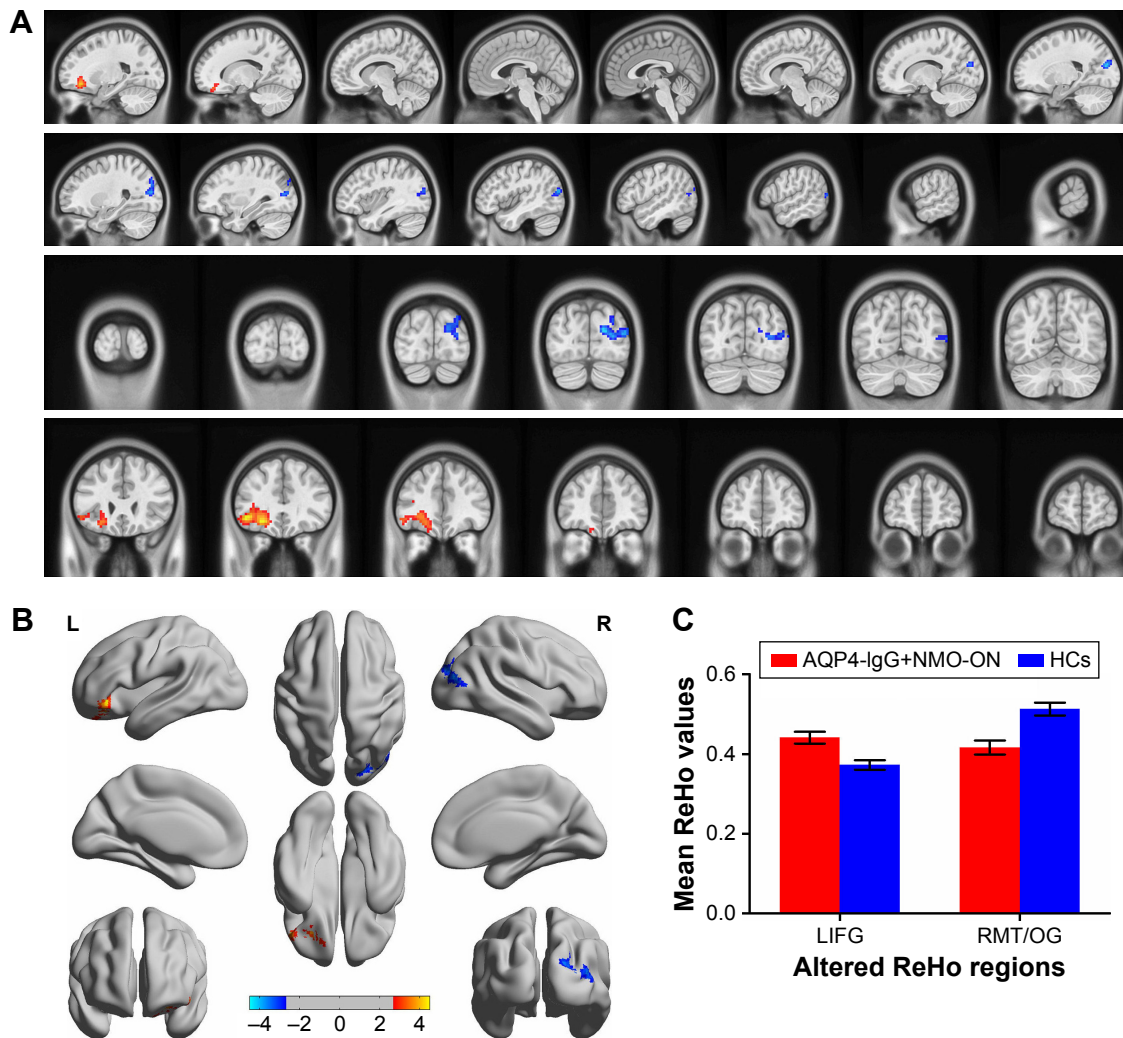 A
B
L
R
−4 −2 0 2 4
C
AQP4-IgG+NMO-ON HCs
0.6
0.4
0.2
0.0
Mean ReHo values
LIFG RMT/OG
Altered ReHo regions